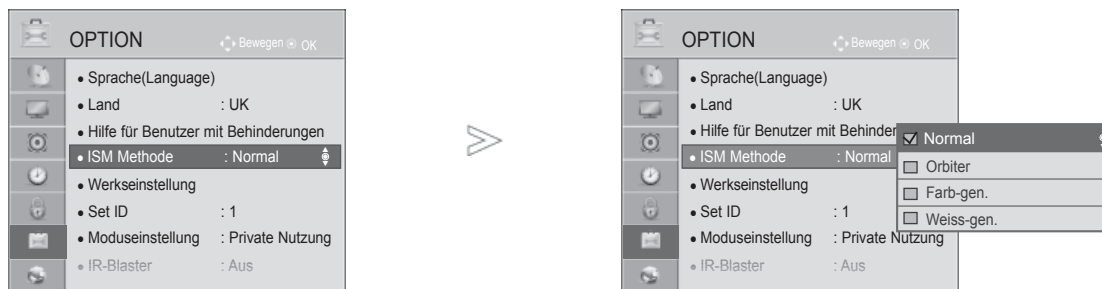 OPTION
Bewegen OK
• Sprache(Language)
• Land : UK
• Hilfe für Benutzer mit Behinderungen
• ISM Methode : Normal
• Werkseinstellung
• Set ID : 1
• Moduseinstellung : Private Nutzung
• IR-Blaster : Aus
OPTION
Bewegen OK
• Sprache(Language)
• Land : UK
• Hilfe für Benutzer mit Behinder
• ISM Methode : Normal
• Werkseinstellung
• Set ID : 1
• Moduseinstellung : Private Nutzung
• IR-Blaster : Aus
Normal
Orbiter
Farb-gen.
Weiss-gen.